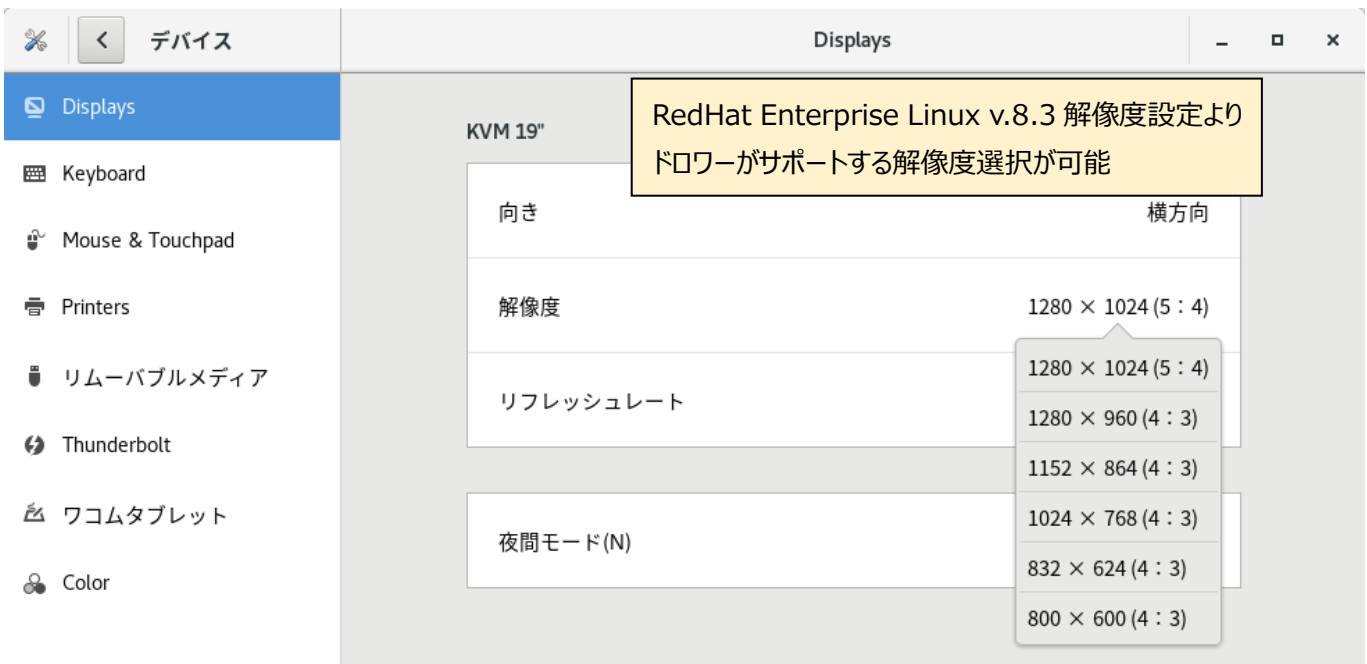 デバイス
Displays
Displays
Keyboard
Mouse & Touchpad
Printers
リムーバブルメディア
Thunderbolt
ワコムタブレット
Color
RedHat Enterprise Linux v.8.3 解像度設定より
ドロワーがサポートする解像度選択が可能
KVM 19"
向き
横方向
解像度
1280 × 1024 (5：4)
1280 × 1024 (5：4)
1280 × 960 (4：3)
1152 × 864 (4：3)
1024 × 768 (4：3)
832 × 624 (4：3)
800 × 600 (4：3)
リフレッシュレート
夜間モード(N)